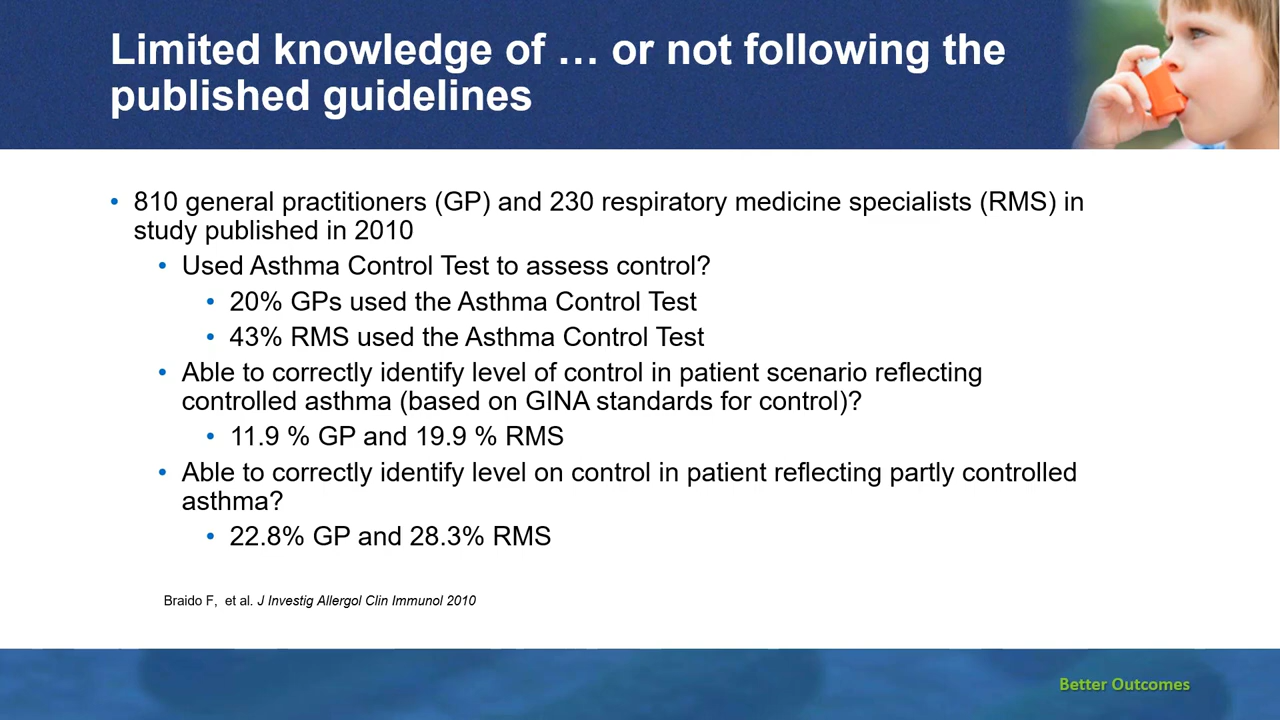 Limited knowledge of … or not following the
published guidelines
• 810 general practitioners (GP) and 230 respiratory medicine specialists (RMS) in
study published in 2010
• Used Asthma Control Test to assess control?
• 20% GPs used the Asthma Control Test
• 43% RMS used the Asthma Control Test
• Able to correctly identify level of control in patient scenario reflecting
controlled asthma (based on GINA standards for control)?
• 11.9 % GP and 19.9 % RMS
• Able to correctly identify level on control in patient reflecting partly controlled
asthma?
• 22.8% GP and 28.3% RMS
Braido F, et al. J Investig Allergol Clin Immunol 2010
Better Outcomes